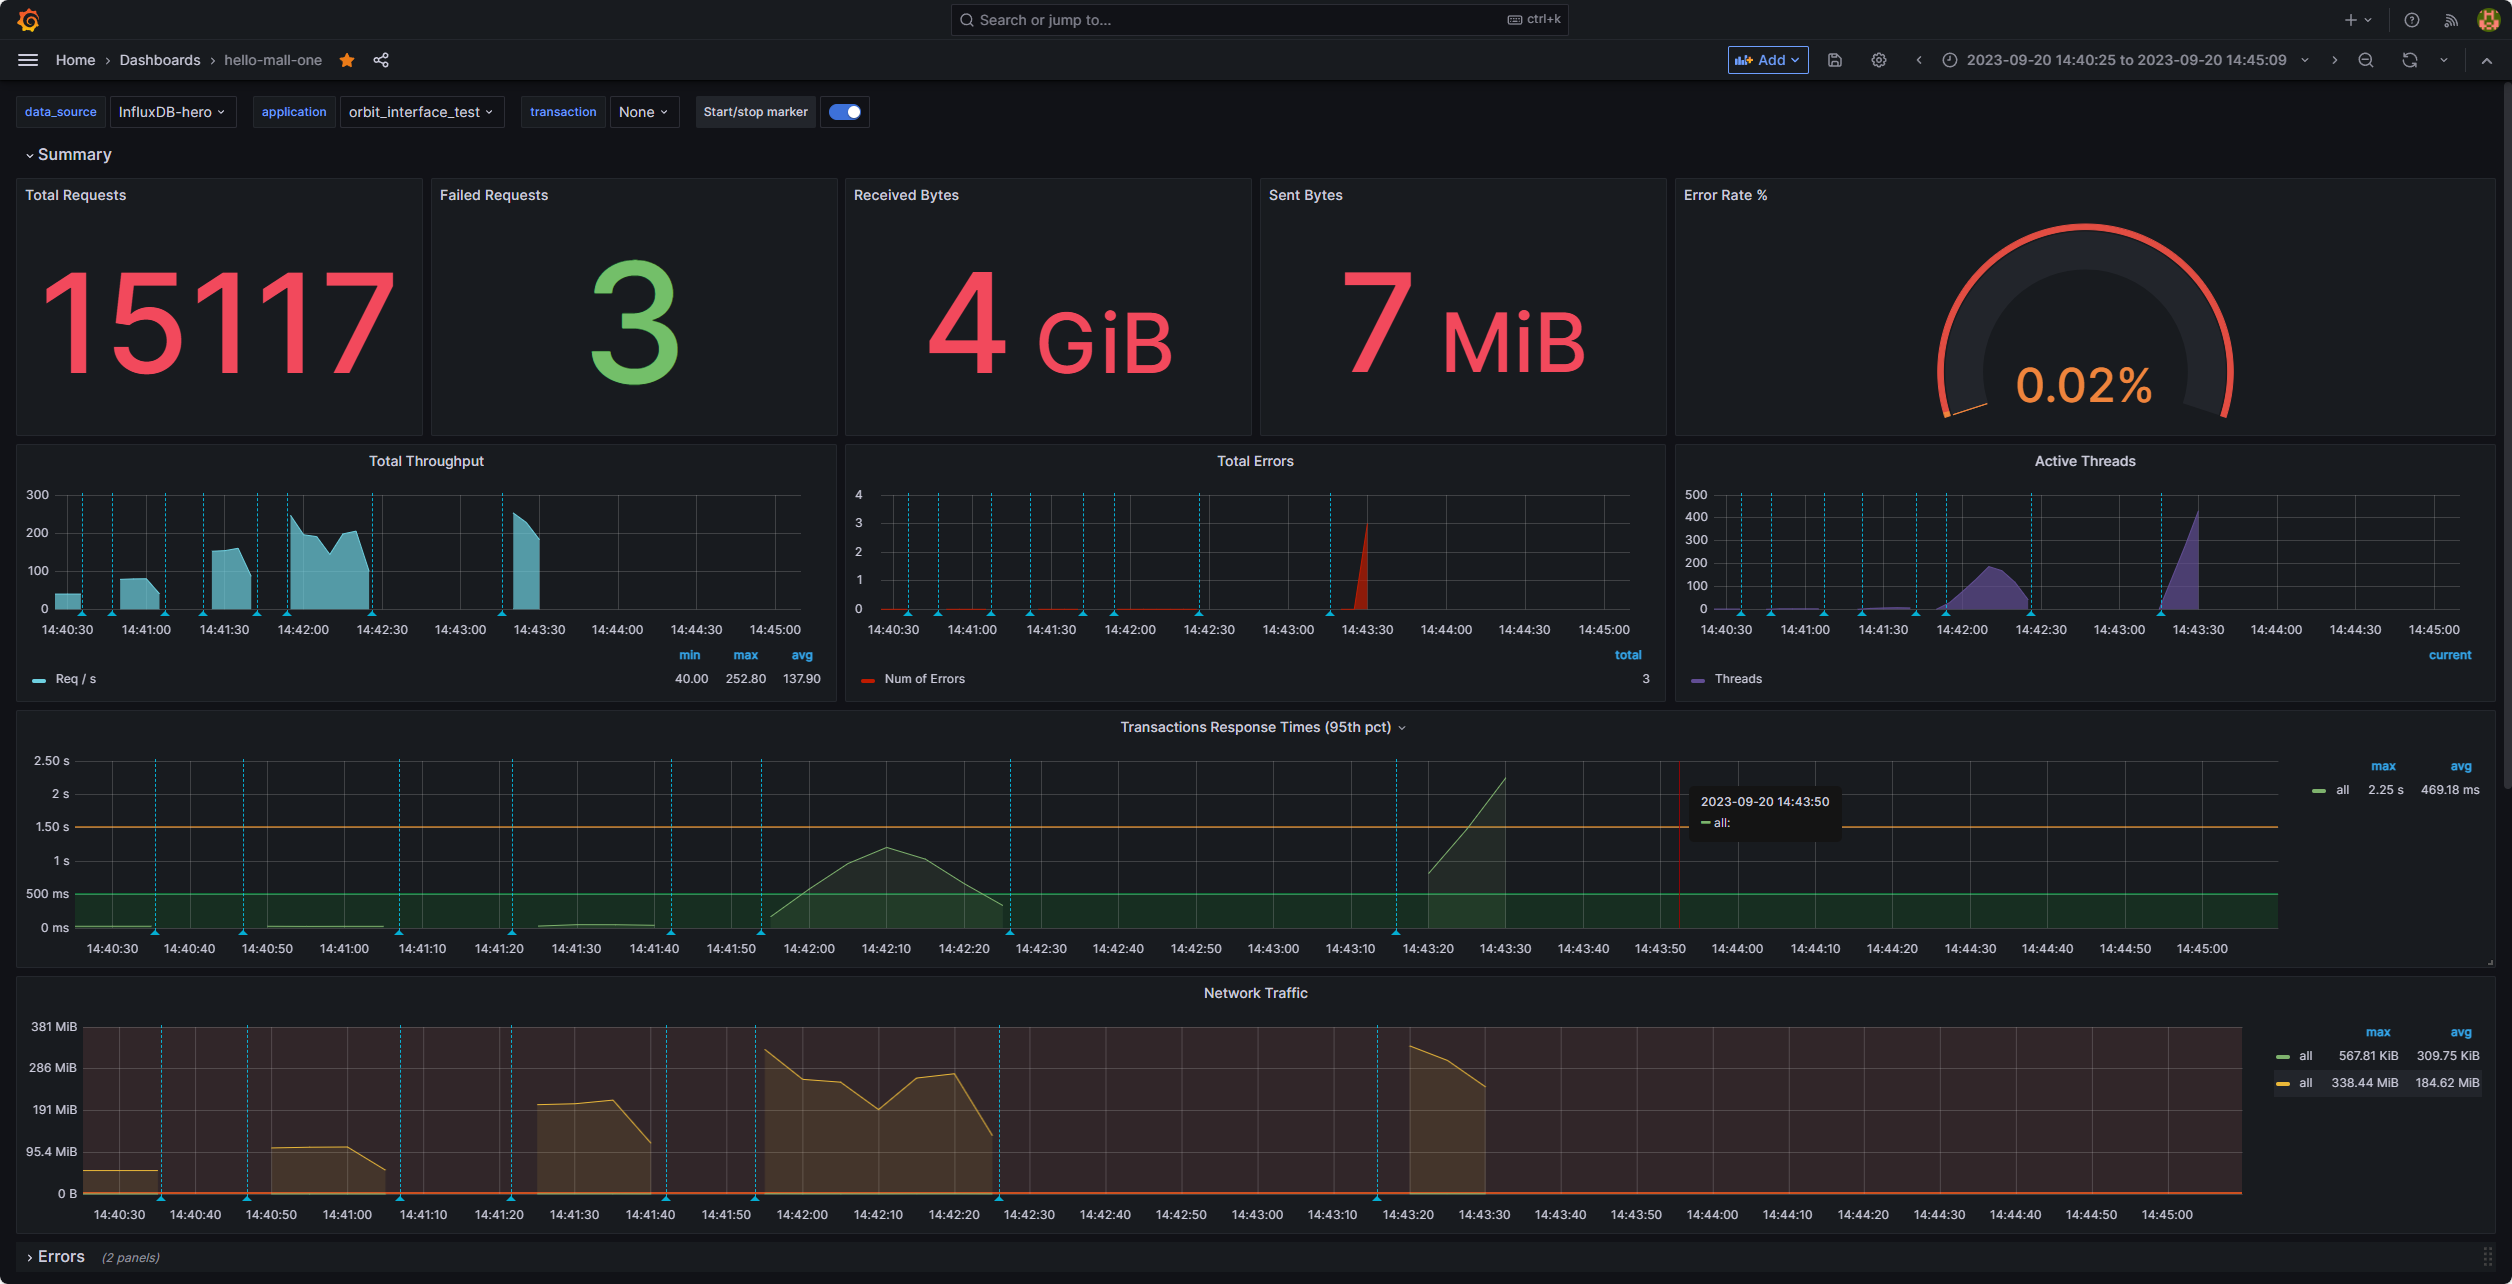 Search or jump to... ctrl+k
Home › Dashboards › hello-mall-one Add 2023-09-20 14:40:25 to 2023-09-20 14:45:09
data_source InfluxDB-hero application orbit_interface_test transaction None Start/stop marker
Summary
Total Requests
15117
Failed Requests
3
Received Bytes
4 GiB
Sent Bytes
7 MiB
Error Rate %
0.02%
Total Throughput
300
200
100
0
14:40:30 14:41:00 14:41:30 14:42:00 14:42:30 14:43:00 14:43:30 14:44:00 14:44:30 14:45:00
min max avg
Req / s 40.00 252.80 137.90
Total Errors
4
3
2
1
0
14:40:30 14:41:00 14:41:30 14:42:00 14:42:30 14:43:00 14:43:30 14:44:00 14:44:30 14:45:00
total
Num of Errors 3
Active Threads
500
400
300
200
100
0
14:40:30 14:41:00 14:41:30 14:42:00 14:42:30 14:43:00 14:43:30 14:44:00 14:44:30 14:45:00
current
Threads
Transactions Response Times (95th pct)
2.50 s
2 s
1.50 s
1 s
500 ms
0 ms
14:40:30 14:40:40 14:40:50 14:41:00 14:41:10 14:41:20 14:41:30 14:41:40 14:41:50 14:42:00 14:42:10 14:42:20 14:42:30 14:42:40 14:42:50 14:43:00 14:43:10 14:43:20 14:43:30 14:43:40 14:43:50 14:44:00 14:44:10 14:44:20 14:44:30 14:44:40 14:44:50 14:45:00
2023-09-20 14:43:50
all:
max avg
all 2.25 s 469.18 ms
Network Traffic
381 MiB
286 MiB
191 MiB
95.4 MiB
0 B
14:40:30 14:40:40 14:40:50 14:41:00 14:41:10 14:41:20 14:41:30 14:41:40 14:41:50 14:42:00 14:42:10 14:42:20 14:42:30 14:42:40 14:42:50 14:43:00 14:43:10 14:43:20 14:43:30 14:43:40 14:43:50 14:44:00 14:44:10 14:44:20 14:44:30 14:44:40 14:44:50 14:45:00
max avg
all 567.81 KiB 309.75 KiB
all 338.44 MiB 184.62 MiB
Errors (2 panels)